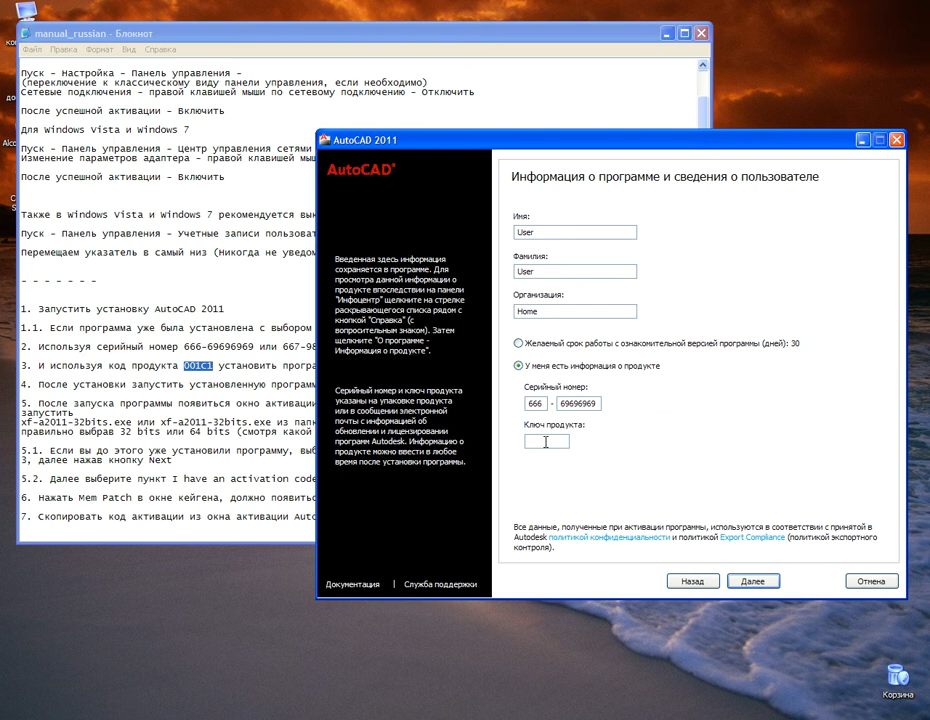 manual_russian - Блокнот
Файл Правка Формат Вид Справка
Пуск - Настройка - Панель управления -
(переключение к классическому виду панели управления, если необходимо)
Сетевые подключения - правой клавишей мыши по сетевому подключению - Отключить
После успешной активации - Включить
Для Windows Vista и Windows 7
Пуск - Панель управления - Центр управления сетями
Изменение параметров адаптера - правой клавишей мыш
После успешной активации - Включить
Также в Windows Vista и Windows 7 рекомендуется вык
Пуск - Панель управления - Учетные записи пользоват
Перемещаем указатель в самый низ (Никогда не уведом
- - - - - - -
1. Запустить установку AutoCAD 2011
1.1. Если программа уже была установлена с выбором
2. Используя серийный номер 666-69696969 или 667-98
3. И используя код продукта 001C1 установить програ
4. После установки запустить установленную программ
5. После запуска программы появиться окно активации
запустить
xf-a2011-32bits.exe или xf-a2011-32bits.exe из пап
правильно выбрав 32 bits или 64 bits (смотря какой
5.1. Если вы до этого уже установили программу, выб
3, далее нажав кнопку Next
5.2. Далее выберите пункт I have an activation code
6. Нажать Mem Patch в окне кейгена, должно появитьс
7. Скопировать код активации из окна активации Auto
AutoCAD 2011
AutoCAD®
Введенная здесь информация
сохраняется в программе. Для
просмотра данной информации о
продукте впоследствии на панели
"Инфоцентр" щелкните на стрелке
раскрывающегося списка рядом с
кнопкой "Справка" (с
вопросительным знаком). Затем
щелкните "О программе -
Информация о продукте".
Серийный номер и ключ продукта
указаны на упаковке продукта
или в сообщении электронной
почты с информацией об
обновлении и лицензировании
программ Autodesk. Информацию о
продукте можно ввести в любое
время после установки программы.
Документация | Служба поддержки
Информация о программе и сведения о пользователе
Имя:
User
Фамилия:
User
Организация:
Home
Желаемый срок работы с ознакомительной версией программы (дней): 30
У меня есть информация о продукте
Серийный номер:
666 - 69696969
Ключ продукта:
Все данные, полученные при активации программы, используются в соответствии с принятой в
Autodesk политикой конфиденциальности и политикой Export Compliance (политикой экспортного
контроля).
Назад Далее Отмена
Корзина